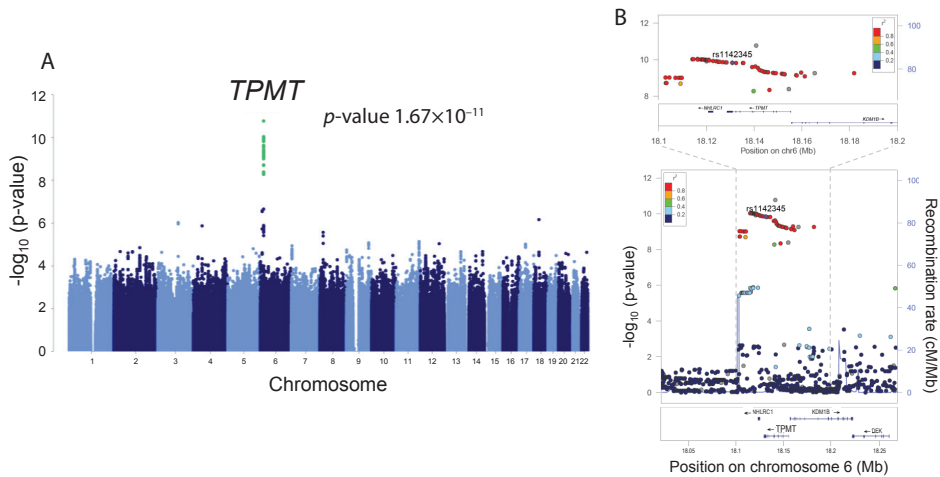 A
TPMT
p-value 1.67×10⁻¹¹
-log₁₀ (p-value)
12
10
8
6
4
2
0
1 2 3 4 5 6 7 8 9 10 11 12 13 14 15 16 17 18 19 20 21 22
Chromosome
B
12
10
8
100
80
rs1142345
r²
0.8
0.6
0.4
0.2
←NHLRC1
←TPMT
KDM1B→
18.1 18.12 18.14 18.16 18.18 18.2
Position on chr6 (Mb)
r²
0.8
0.6
0.4
0.2
rs1142345
-log₁₀ (p-value)
12
10
8
6
4
2
0
100
80
60
40
20
0
Recombination rate (cM/Mb)
← NHLRC1
KDM1B →
← TPMT
← DEK
18.05 18.1 18.15 18.2 18.25
Position on chromosome 6 (Mb)